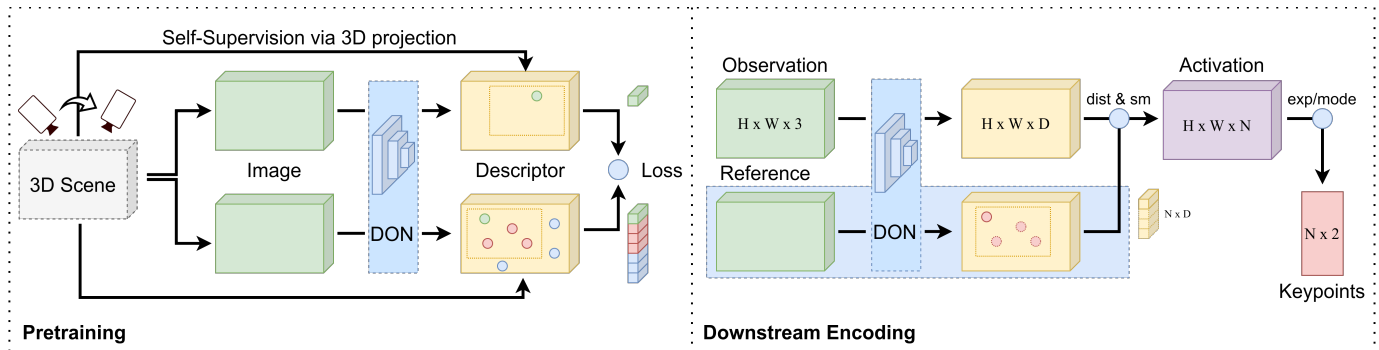 Self-Supervision via 3D projection
3D Scene
Image
DON
Descriptor
Loss
Pretraining
Observation
H x W x 3
Reference
DON
H x W x D
dist & sm
N x D
Activation
H x W x N
exp/mode
N x 2
Keypoints
Downstream Encoding